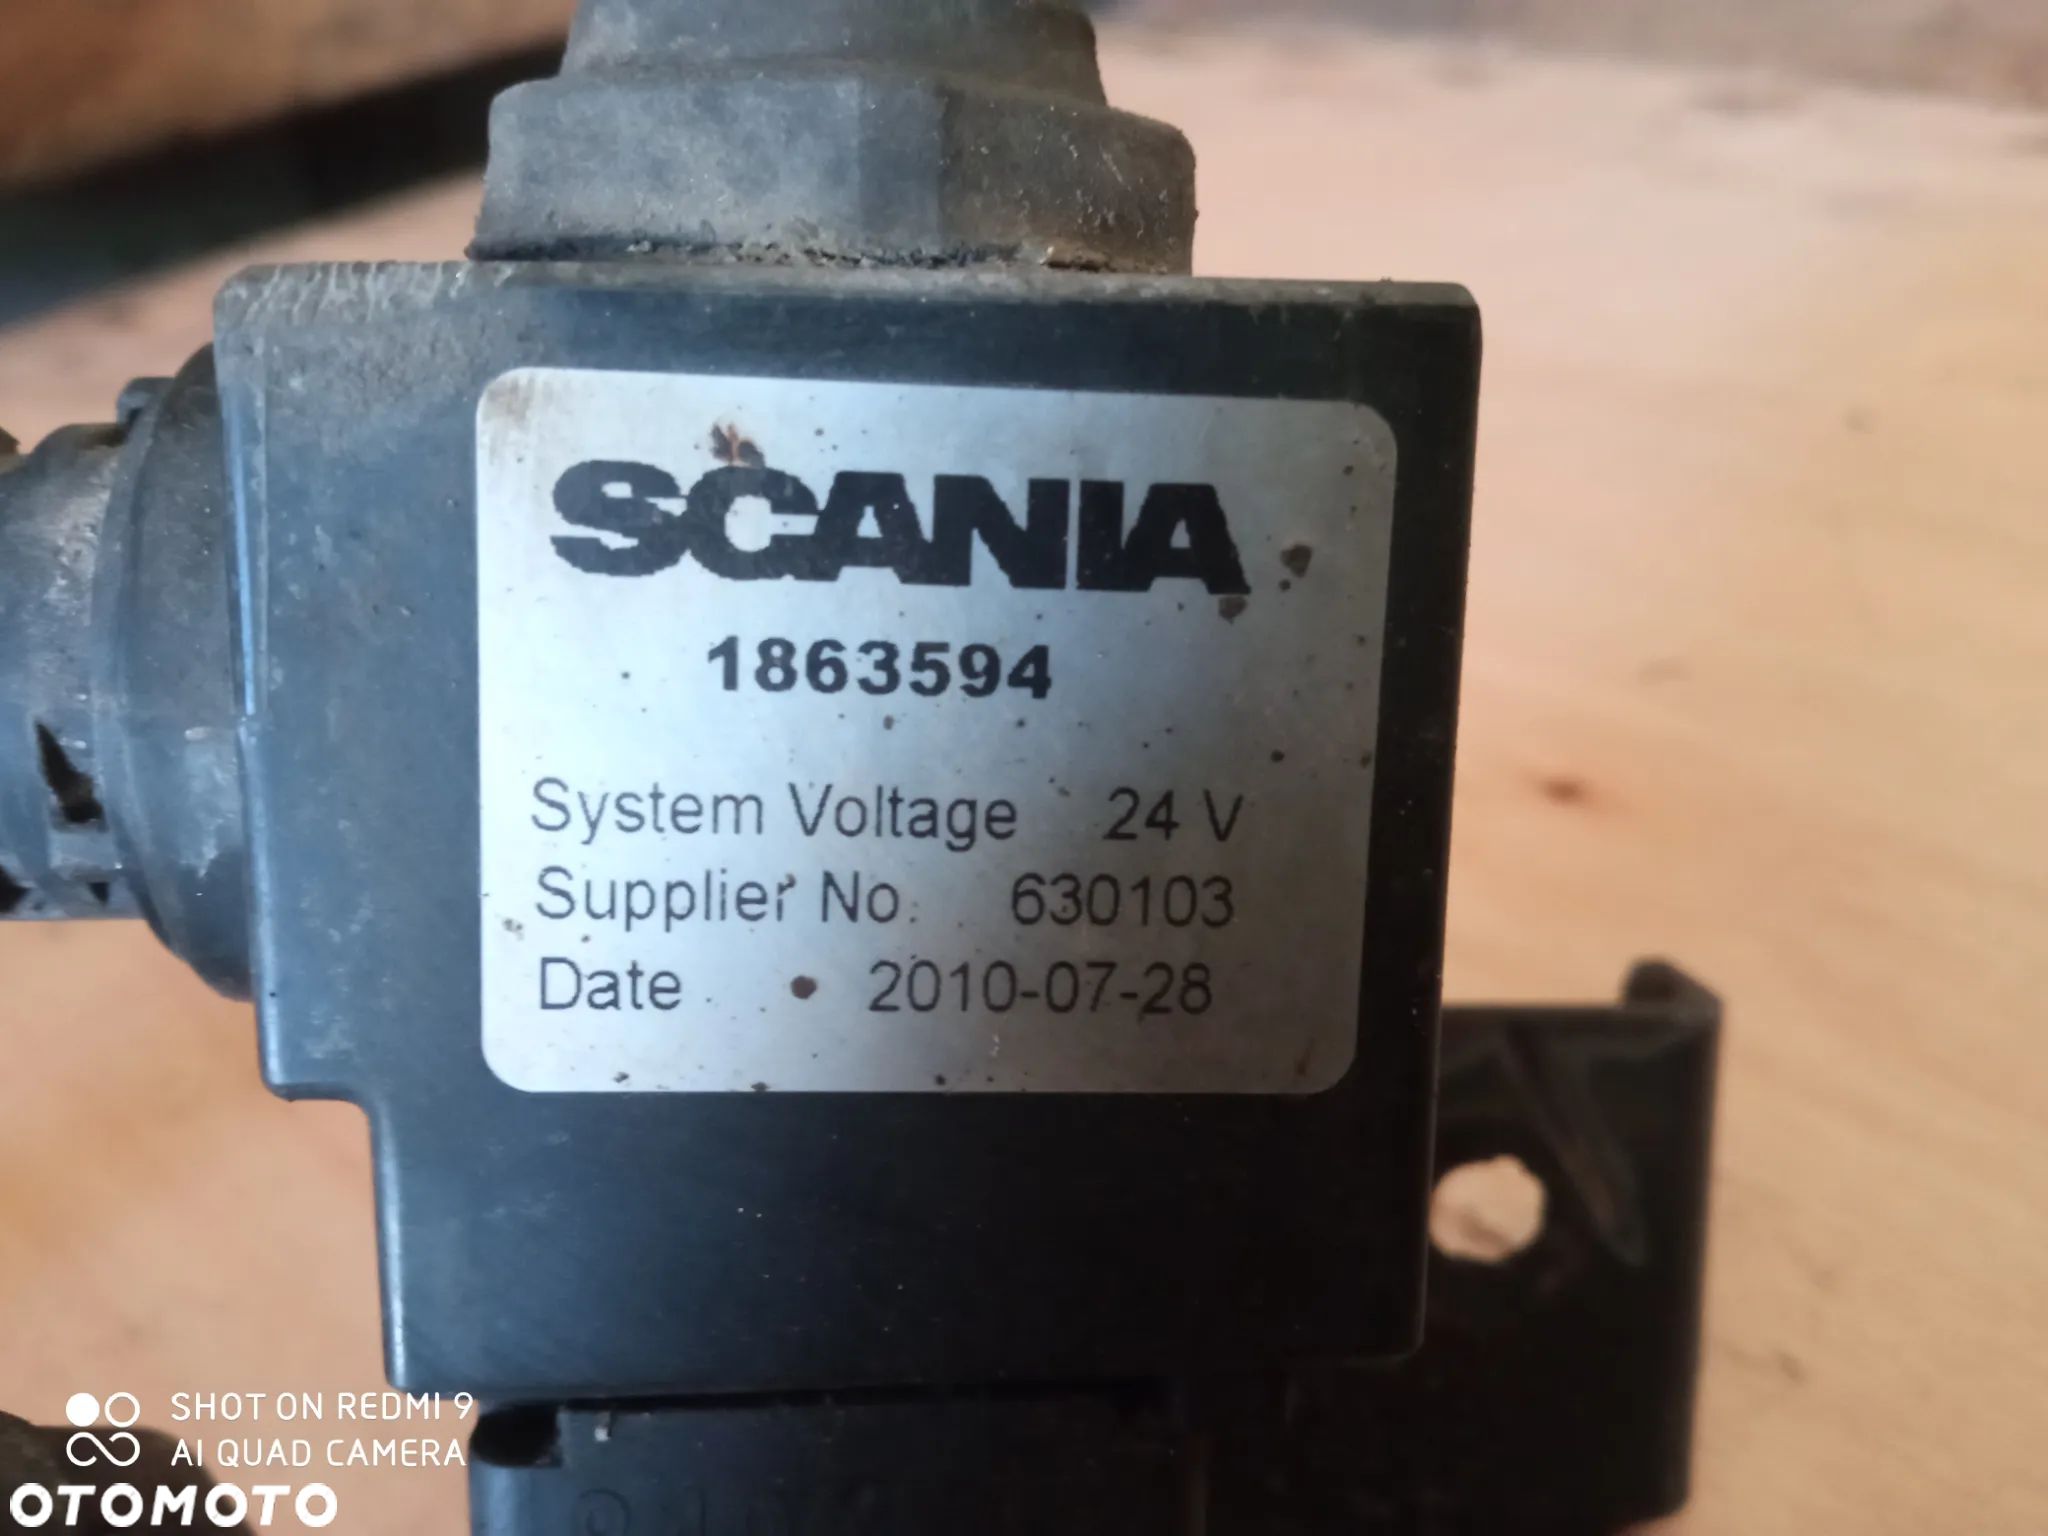 SCANIA
1863594
System Voltage 24 V
Supplier No. 630103
Date 2010-07-28
SHOT ON REDMI 9
AI QUAD CAMERA
OTOMOTO